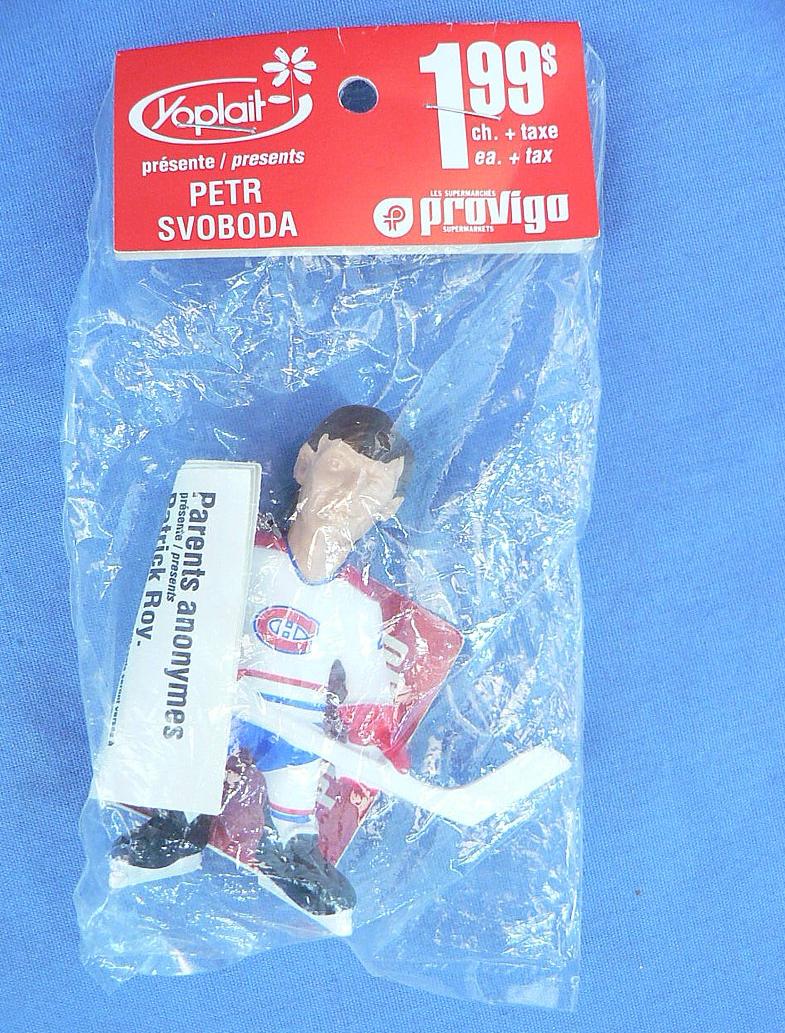 Yoplait
présente / presents
PETR
SVOBODA
1 99$
ch. + taxe
ea. + tax
LES SUPERMARCHÉS
provigo
SUPERMARKETS
Parents anonymes
présente / presents
Patrick Roy.